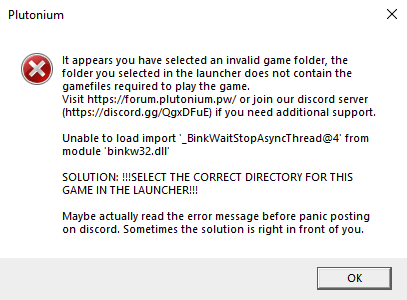 Plutonium
It appears you have selected an invalid game folder, the
folder you selected in the launcher does not contain the
gamefiles required to play the game.
Visit https://forum.plutonium.pw/ or join our discord server
(https://discord.gg/QgxDFuE) if you need additional support.
Unable to load import '_BinkWaitStopAsyncThread@4' from
module 'binkw32.dll'
SOLUTION: !!!SELECT THE CORRECT DIRECTORY FOR THIS
GAME IN THE LAUNCHER!!!
Maybe actually read the error message before panic posting
on discord. Sometimes the solution is right in front of you.
OK